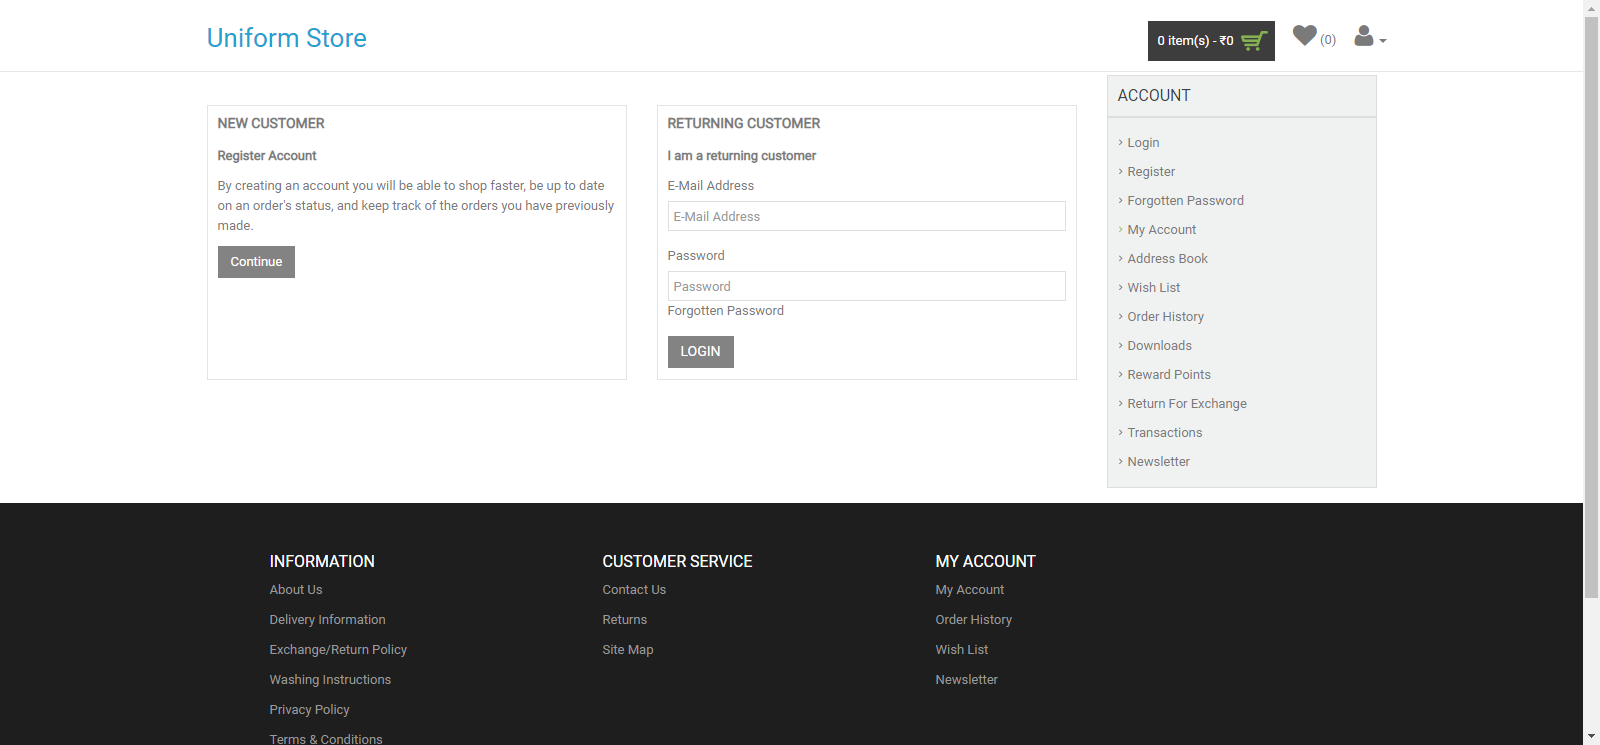 Uniform Store
0 item(s) - ₹0
(0)
NEW CUSTOMER
Register Account
By creating an account you will be able to shop faster, be up to date
on an order's status, and keep track of the orders you have previously
made.
Continue
RETURNING CUSTOMER
I am a returning customer
E-Mail Address
E-Mail Address
Password
Password
Forgotten Password
LOGIN
ACCOUNT
Login
Register
Forgotten Password
My Account
Address Book
Wish List
Order History
Downloads
Reward Points
Return For Exchange
Transactions
Newsletter
INFORMATION
About Us
Delivery Information
Exchange/Return Policy
Washing Instructions
Privacy Policy
Terms & Conditions
CUSTOMER SERVICE
Contact Us
Returns
Site Map
MY ACCOUNT
My Account
Order History
Wish List
Newsletter